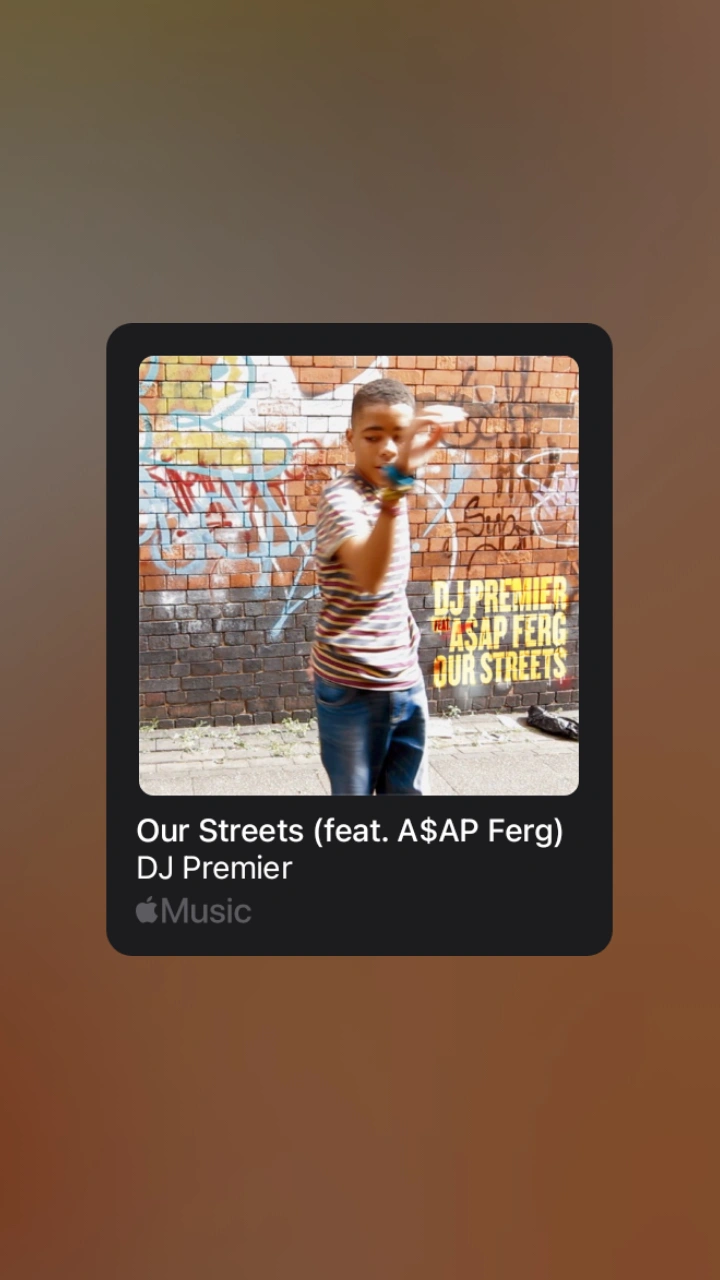 DJ PREMIER
FEAT. A$AP FERG
OUR STREETS
Our Streets (feat. A$AP Ferg)
DJ Premier
Music